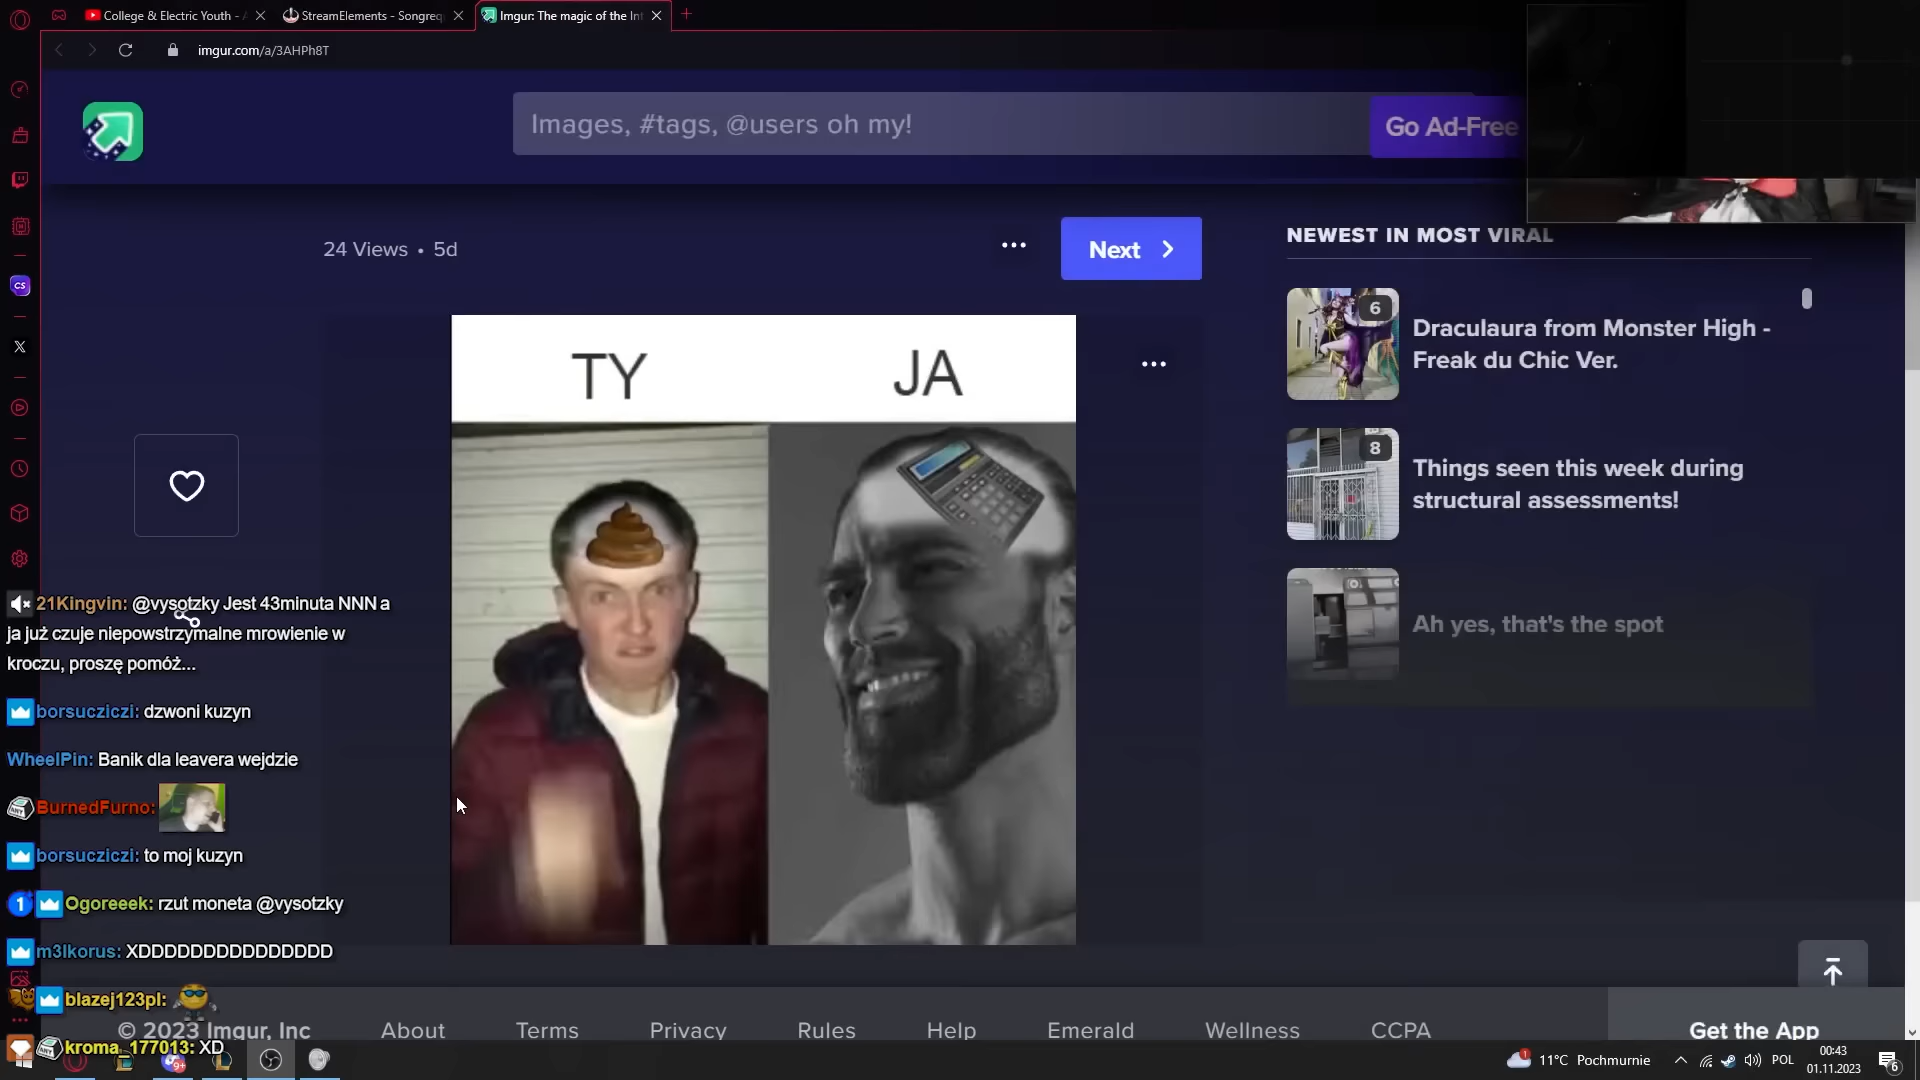 College & Electric Youth - A
StreamElements - Songreq
Imgur: The magic of the Int
imgur.com/a/3AHPh8T
Images, #tags, @users oh my!
Go Ad-Free
24 Views • 5d
Next
NEWEST IN MOST VIRAL
6
Draculaura from Monster High -
Freak du Chic Ver.
8
Things seen this week during
structural assessments!
Ah yes, that's the spot
TY
JA
CS
21Kingvin: @vysotzky Jest 43minuta NNN a
ja już czuje niepowstrzymalne mrowienie w
kroczu, proszę pomóż...
borsucziczi: dzwoni kuzyn
WheelPin: Banik dla leavera wejdzie
BurnedFurno:
borsucziczi: to moj kuzyn
1 Ogoreeek: rzut moneta @vysotzky
m3lkorus: XDDDDDDDDDDDDDDD
blazej123pl:
kroma_177013: XD
© 2023 Imgur, Inc
About
Terms
Privacy
Rules
Help
Emerald
Wellness
CCPA
Get the App
9+
1
11°C Pochmurnie
POL
00:43
01.11.2023
6